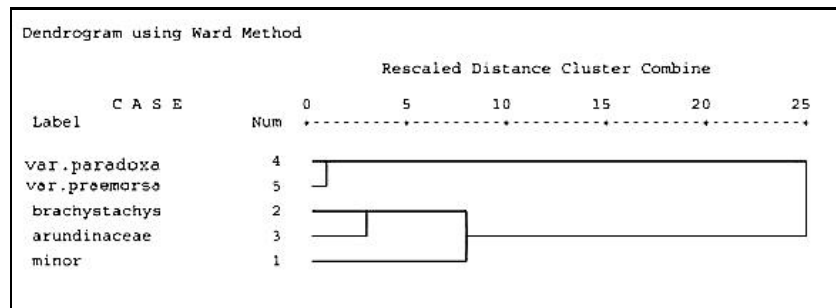 Dendrogram using Ward Method
Rescaled Distance Cluster Combine
C A S E 0 5 10 15 20 25
Label Num +---------+---------+---------+---------+---------+
var.paradoxa 4
var.praemorsa 5
brachystachys 2
arundinaceae 3
minor 1